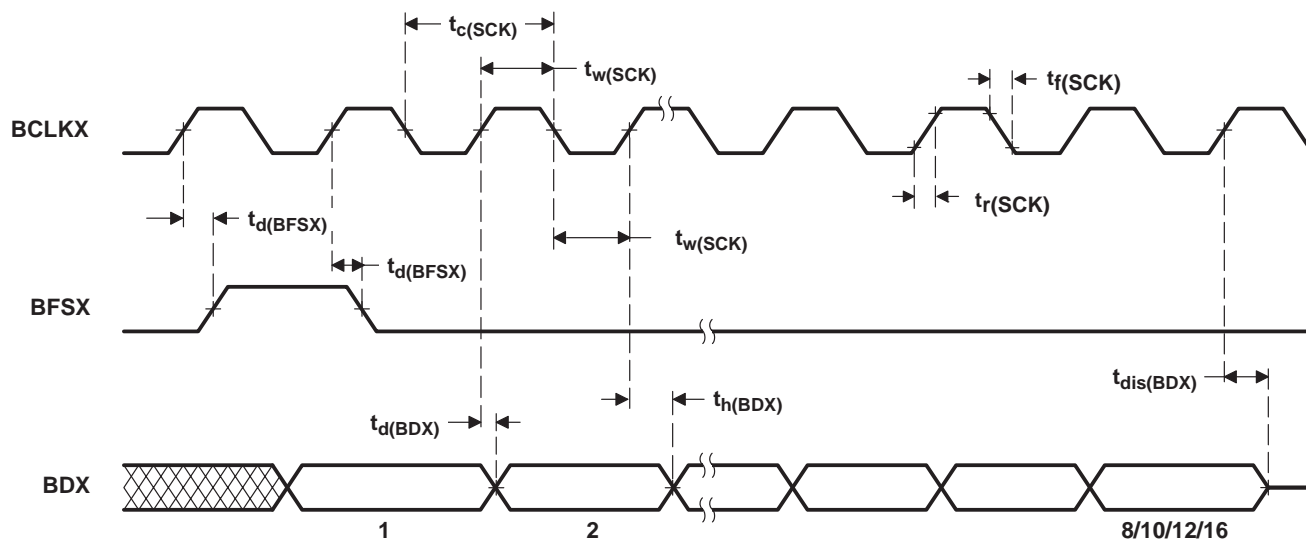 tc(SCK)
tw(SCK)
tf(SCK)
BCLKX
tr(SCK)
td(BFSX)
tw(SCK)
td(BFSX)
BFSX
tdis(BDX)
th(BDX)
td(BDX)
BDX
1 2 8/10/12/16